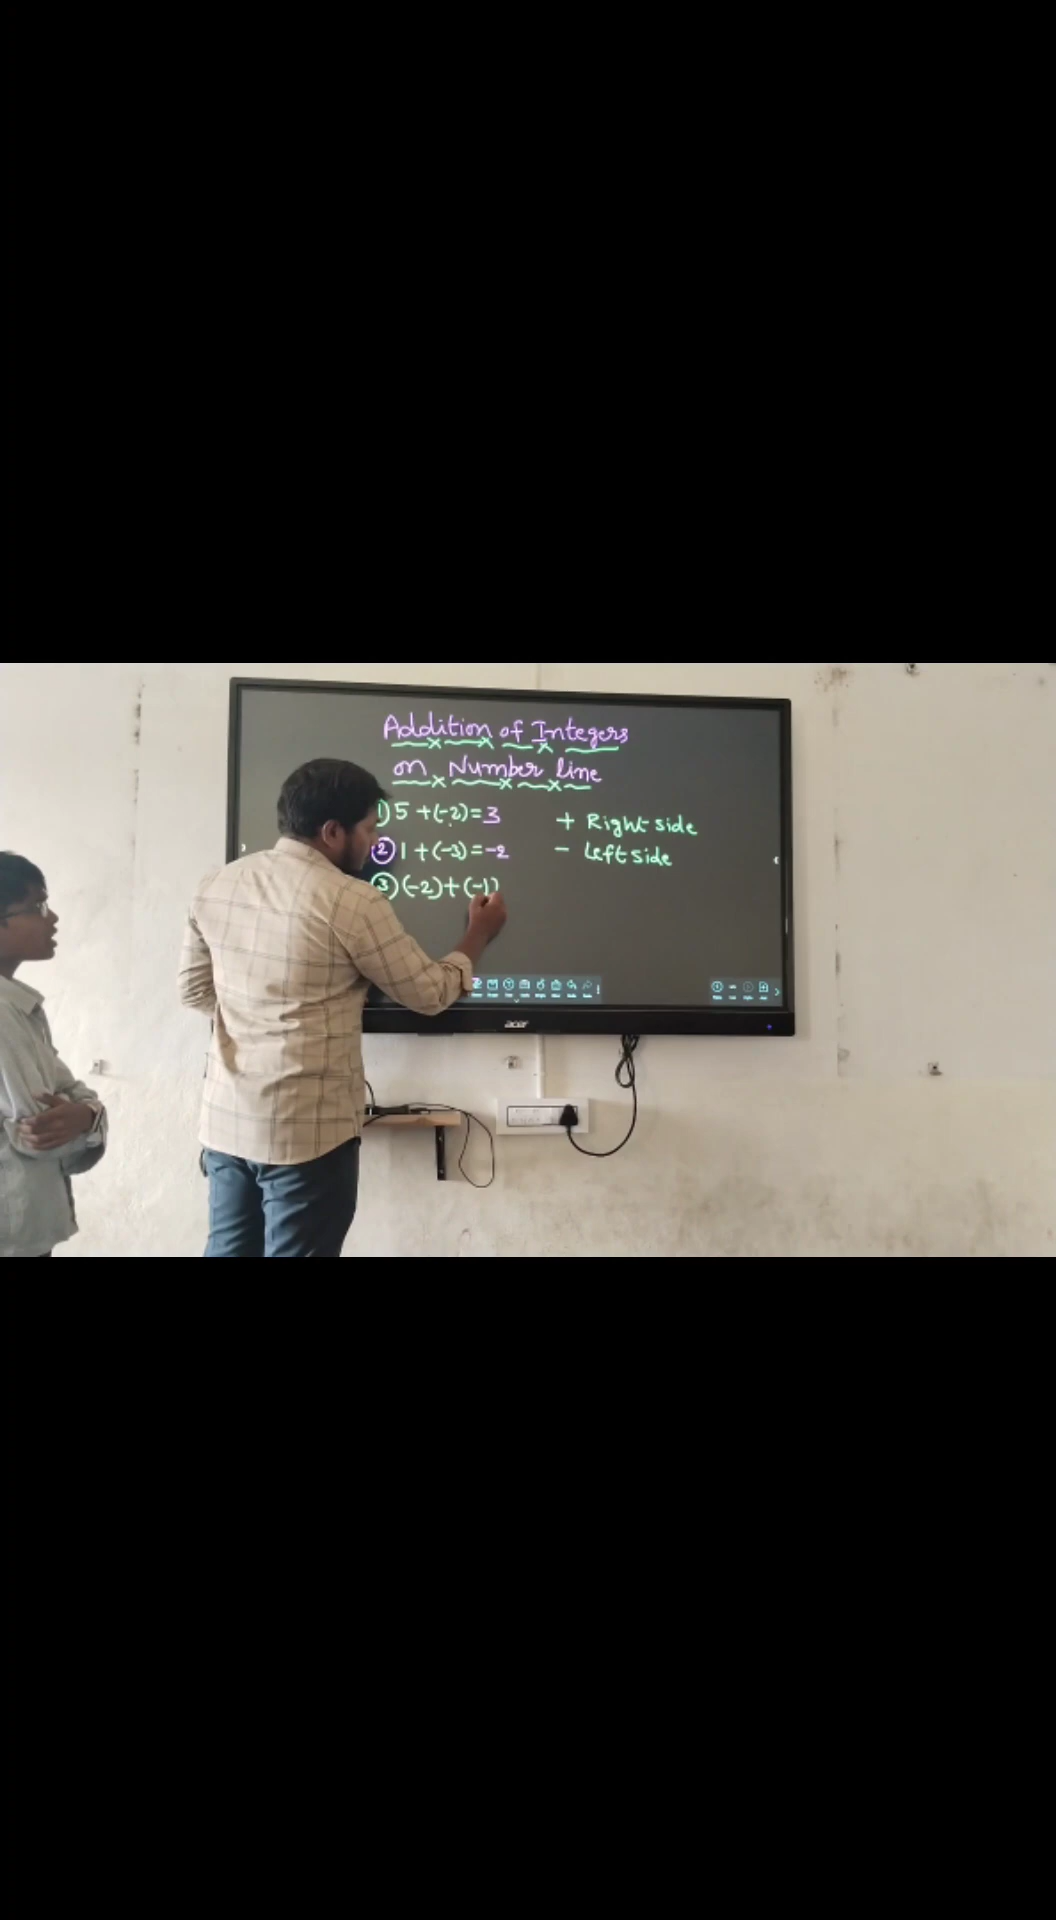 Addition of Integers
on Number line
1) 5 + (-2) = 3
+ Right side
② 1 + (-3) = -2
- Left side
③ (-2) + (-1)
acer